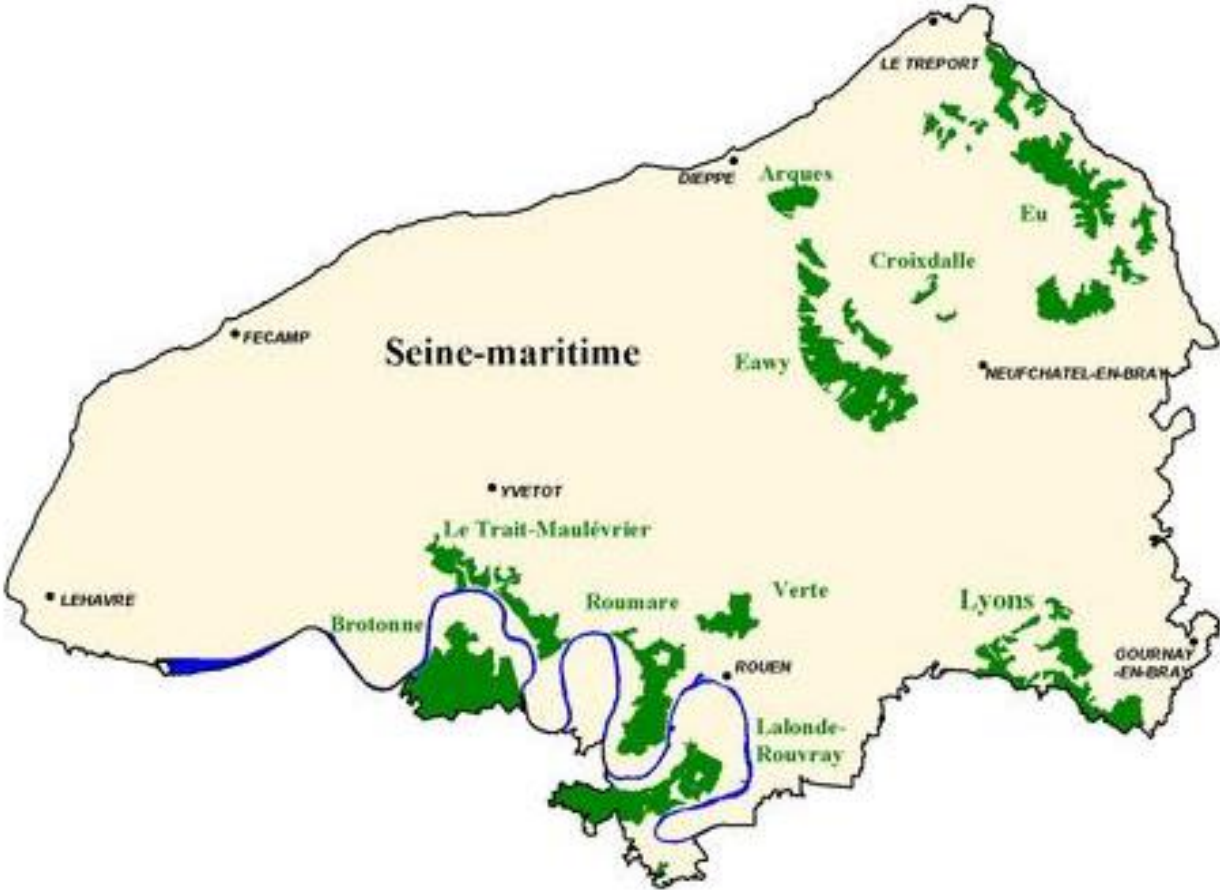 LE TREPORT
DIEPPE
Arques
Eu
Croixdalle
FECAMP
Seine-maritime
Eawy
NEUFCHATEL-EN-BRAY
YVETOT
Le Trait-Maulévrier
LEHAVRE
Brotonne
Roumare
Verte
Lyons
ROUEN
GOURNAY
-EN-BRAY
Lalonde-
Rouvray